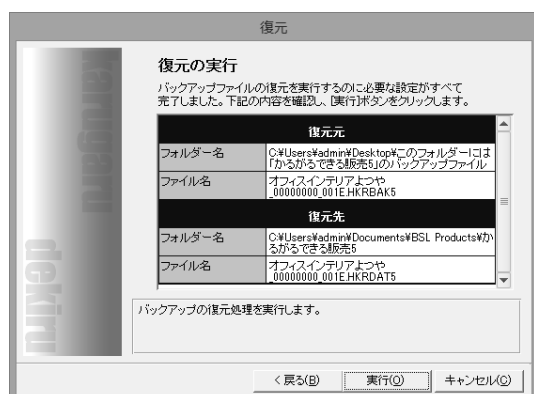 復元
karugaru
dekiru
復元の実行
バックアップファイルの復元を実行するのに必要な設定がすべて
完了しました。下記の内容を確認し、[実行]ボタンをクリックします。
復元元
フォルダー名
C:¥Users¥admin¥Desktop¥このフォルダーには
「かるがるできる販売5」のバックアップファイル
ファイル名
オフィスインテリアよつや
_00000000_001E.HKRBAK5
復元先
フォルダー名
C:¥Users¥admin¥Documents¥BSL Products¥か
るがるできる販売5
ファイル名
オフィスインテリアよつや
_00000000_001E.HKRDAT5
バックアップの復元処理を実行します。
< 戻る(B)
実行(O)
キャンセル(C)